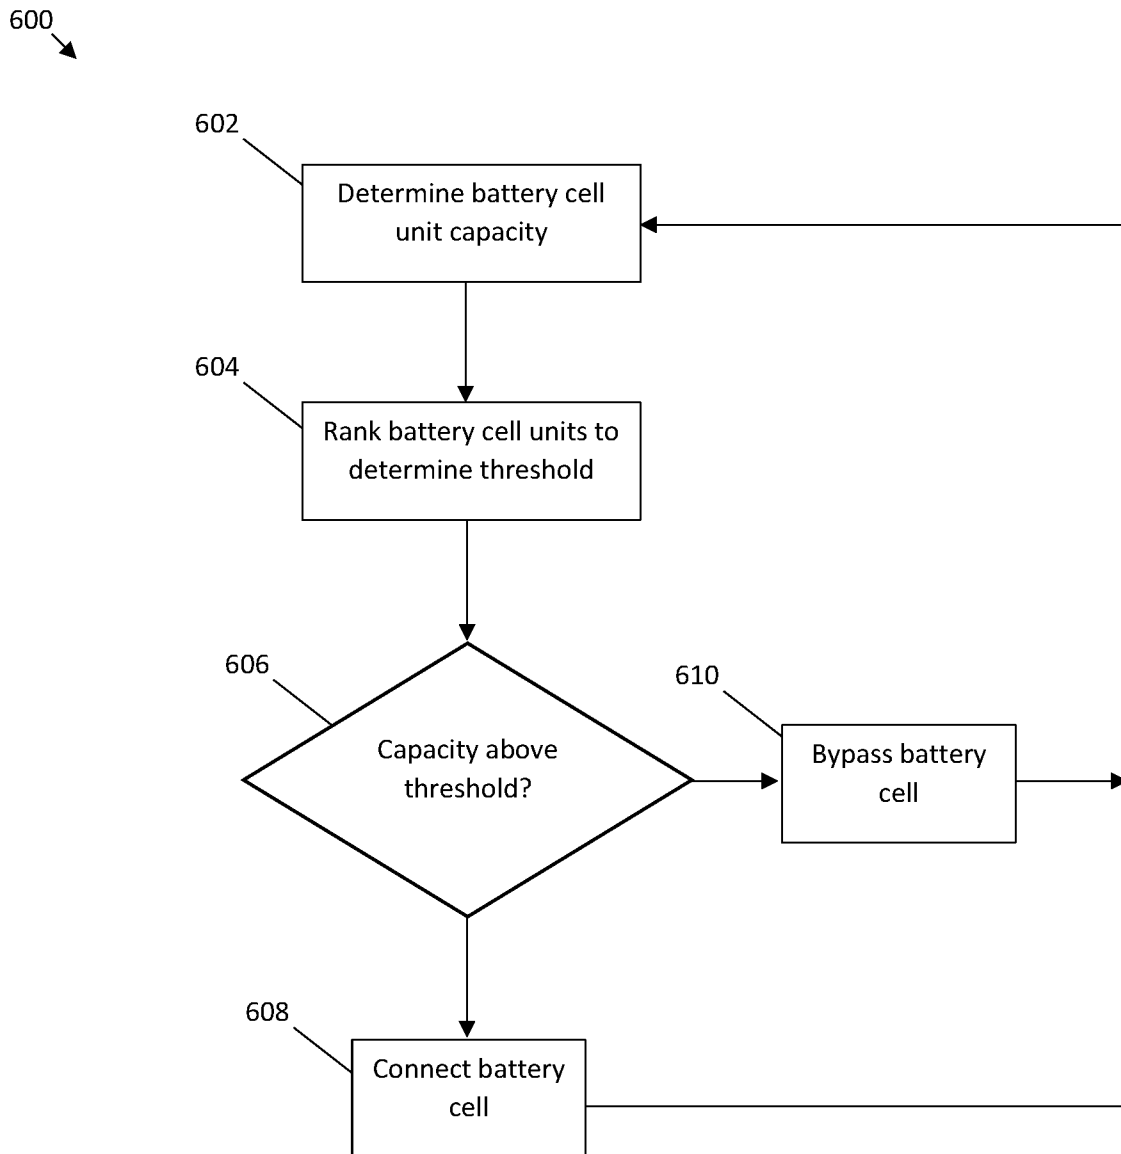 600
602
Determine battery cell
unit capacity
604
Rank battery cell units to
determine threshold
606
Capacity above
threshold?
610
Bypass battery
cell
608
Connect battery
cell